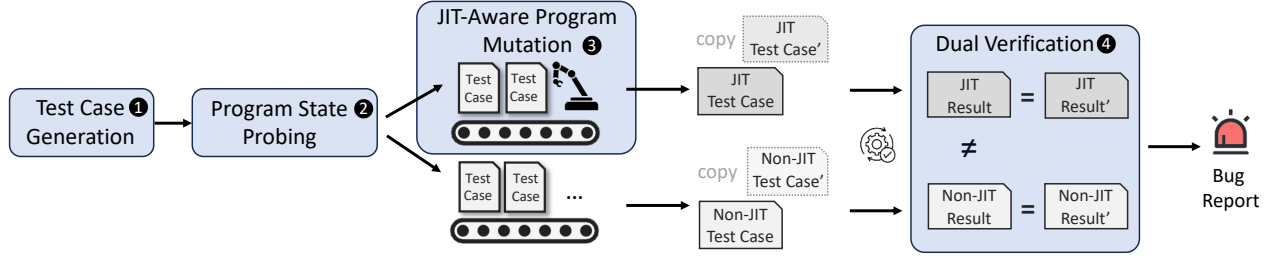 Test Case ❶
Generation
Program State ❷
Probing
JIT-Aware Program
Mutation ❸
Test
Case
Test
Case
Test
Case
Test
Case
...
copy
JIT
Test Case'
JIT
Test Case
copy
Non-JIT
Test Case'
Non-JIT
Test Case
Dual Verification ❹
JIT
Result
=
JIT
Result'
≠
Non-JIT
Result
=
Non-JIT
Result'
Bug
Report